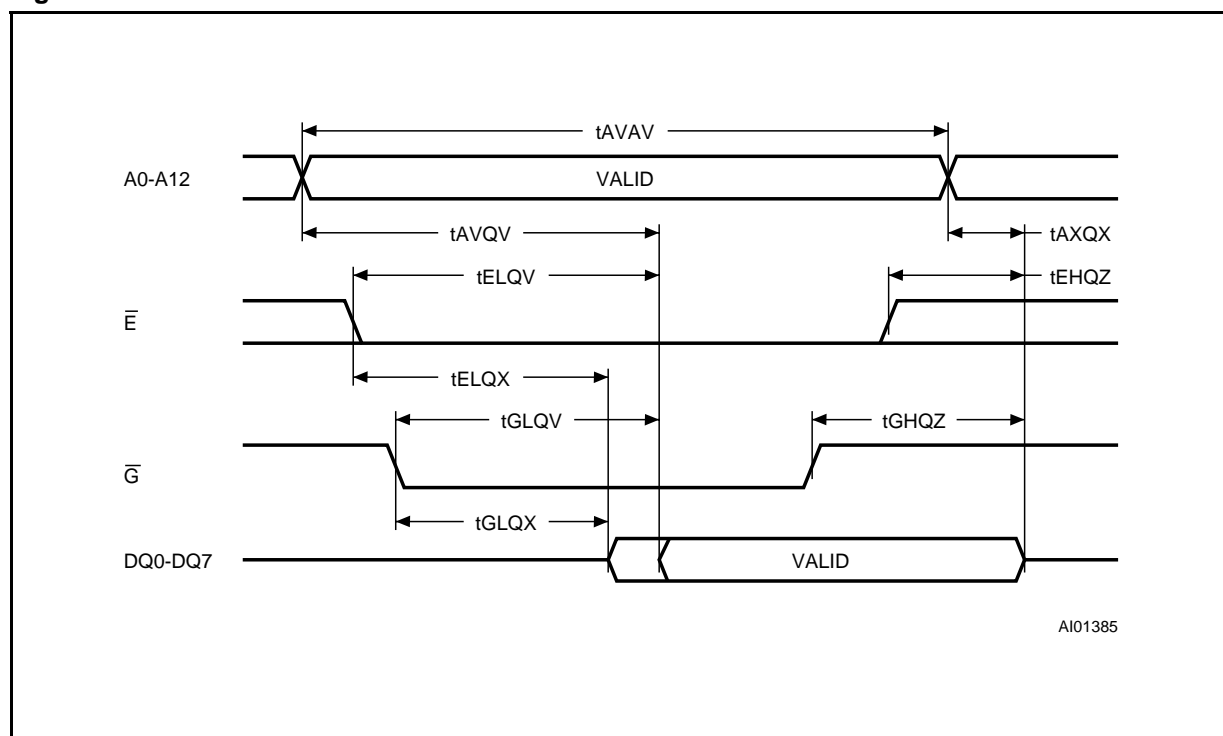 tAVAV
A0-A12
VALID
tAVQV
tAXQX
tELQV
tEHQZ
E̅
tELQX
tGLQV
tGHQZ
G̅
tGLQX
DQ0-DQ7
VALID
AI01385